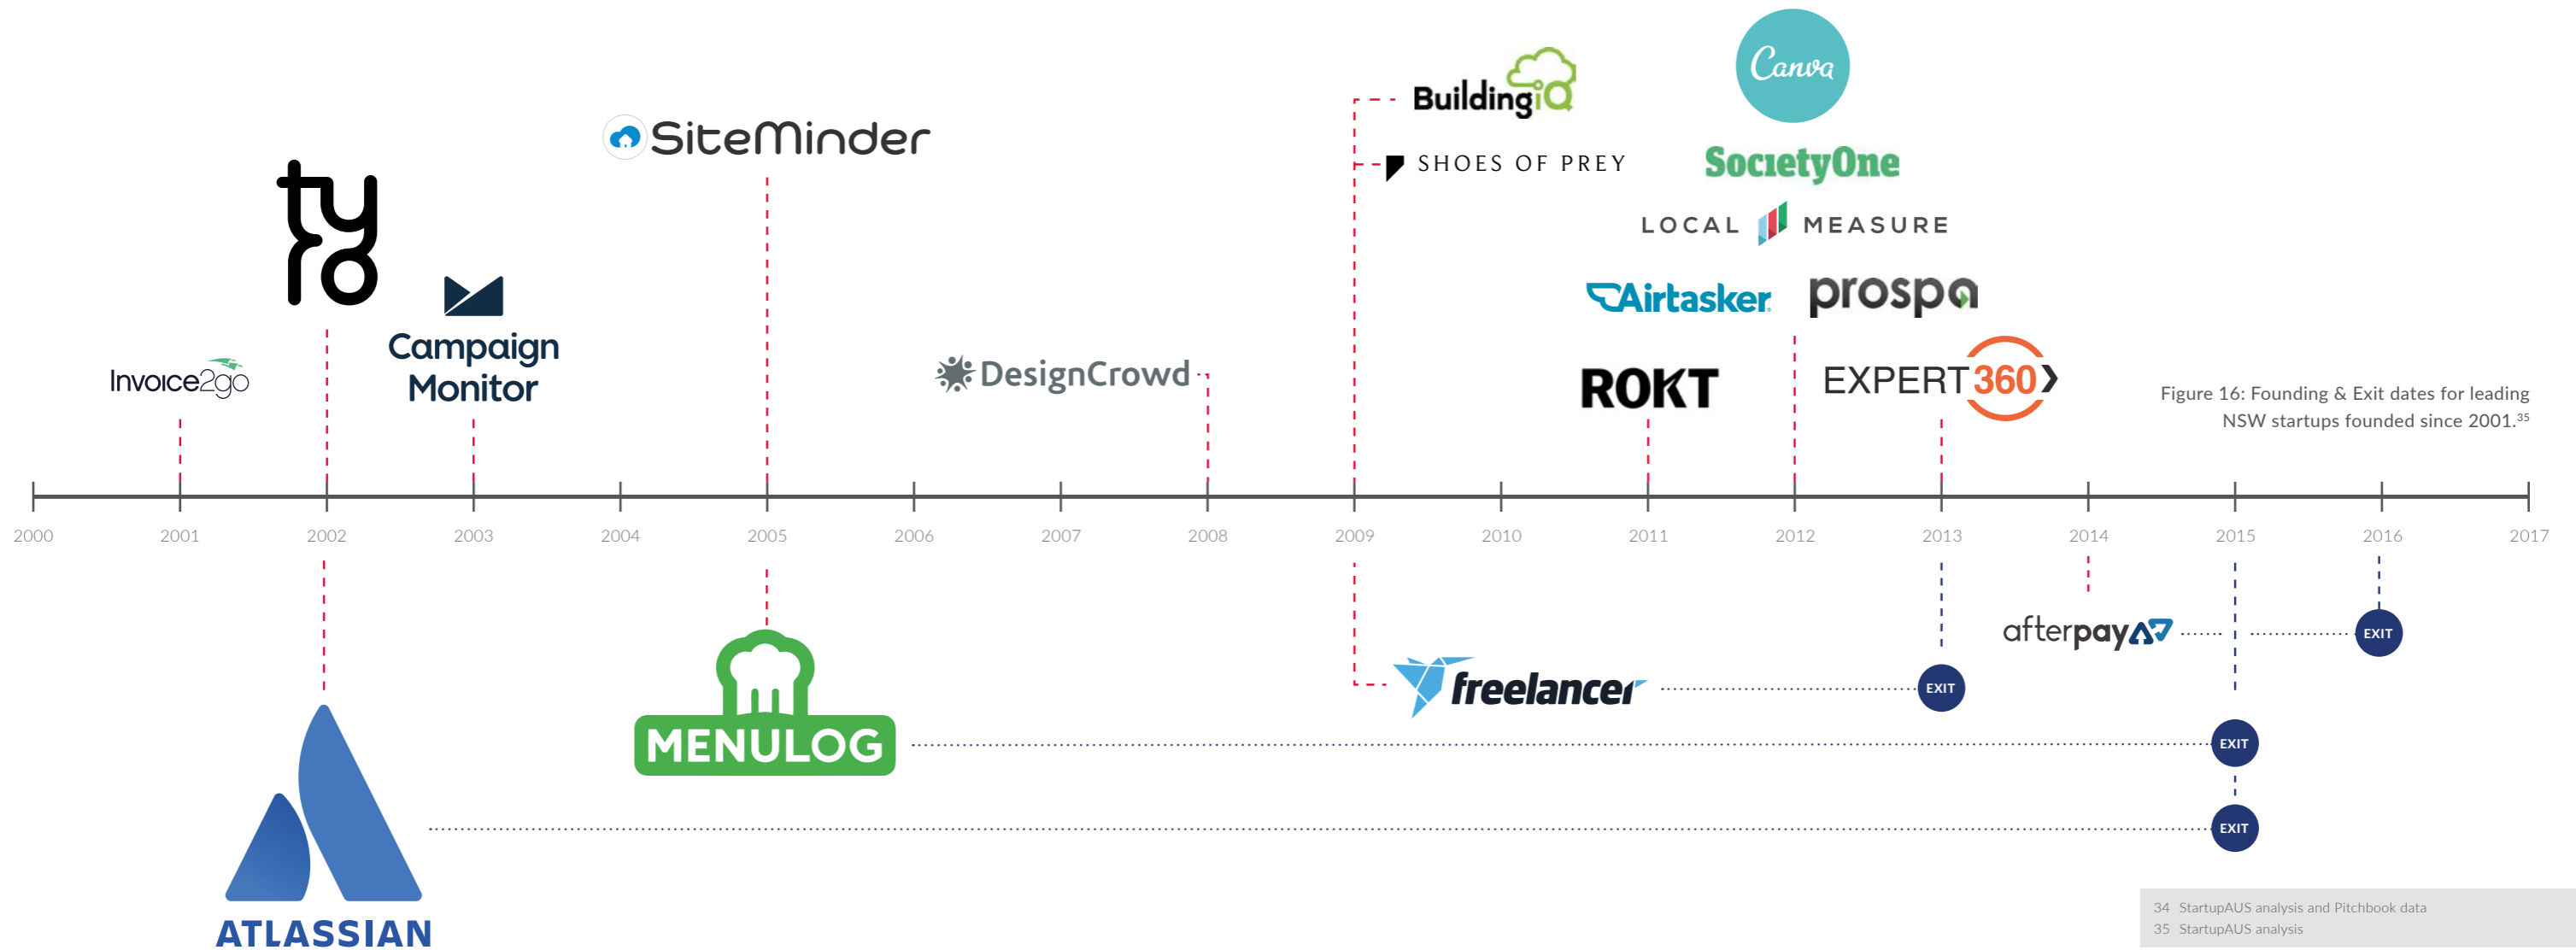 Canva
Buildingiq
SiteMinder
SHOES OF PREY
SocietyOne
tyro
LOCAL MEASURE
Campaign
Monitor
Airtasker
prospa
Invoice2go
DesignCrowd
ROKT
EXPERT360
Figure 16: Founding & Exit dates for leading
NSW startups founded since 2001.35
2000 2001 2002 2003 2004 2005 2006 2007 2008 2009 2010 2011 2012 2013 2014 2015 2016 2017
afterpay
EXIT
freelancer
EXIT
MENULOG
EXIT
EXIT
ATLASSIAN
34 StartupAUS analysis and Pitchbook data
35 StartupAUS analysis